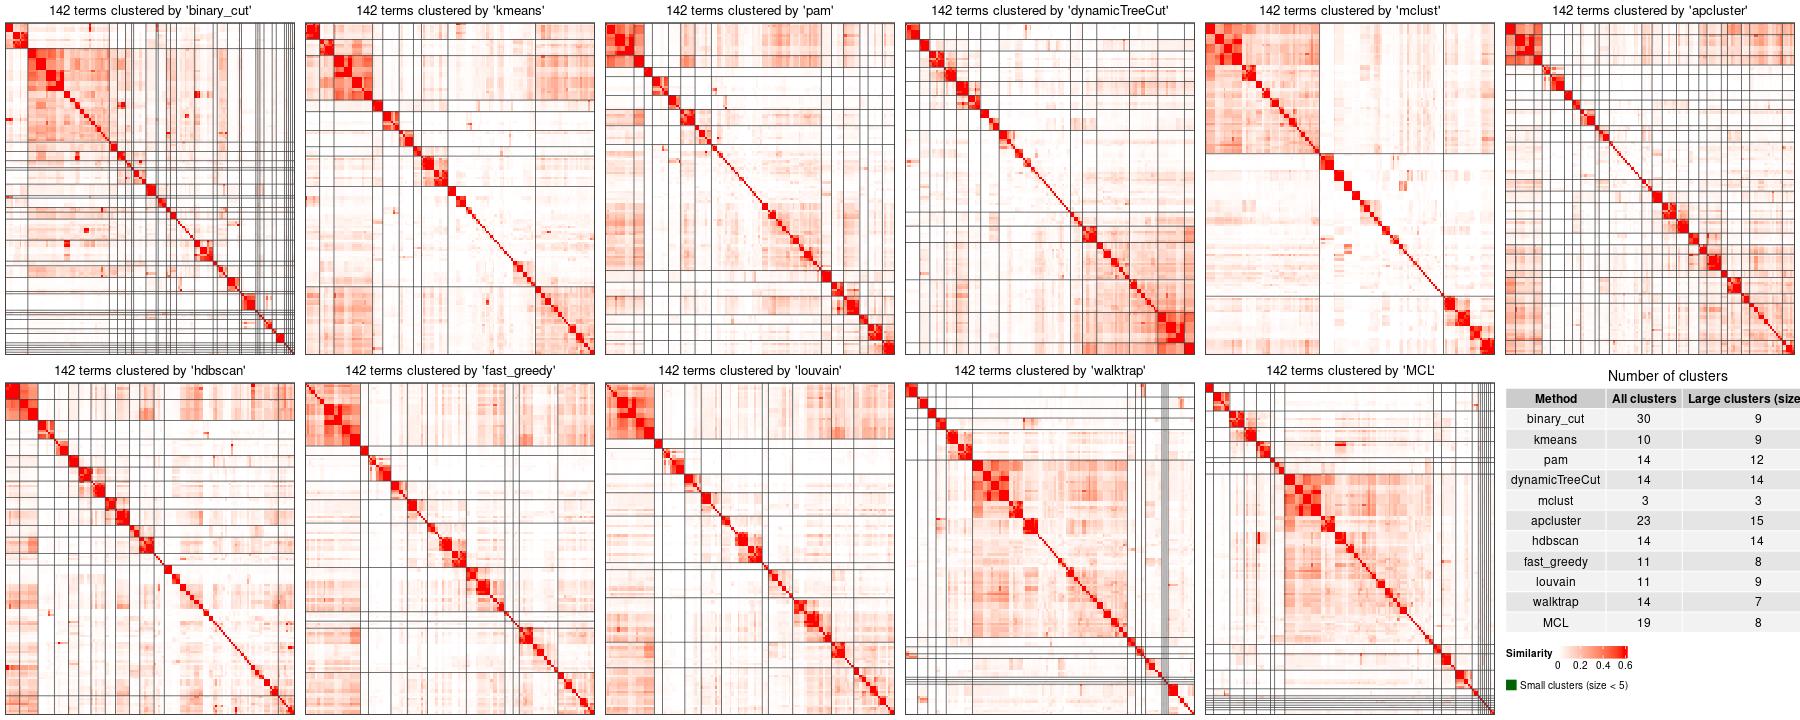 142 terms clustered by 'binary_cut'
142 terms clustered by 'kmeans'
142 terms clustered by 'pam'
142 terms clustered by 'dynamicTreeCut'
142 terms clustered by 'mclust'
142 terms clustered by 'apcluster'
142 terms clustered by 'hdbscan'
142 terms clustered by 'fast_greedy'
142 terms clustered by 'louvain'
142 terms clustered by 'walktrap'
142 terms clustered by 'MCL'
Number of clusters
Method All clusters Large clusters (size
binary_cut 30 9
kmeans 10 9
pam 14 12
dynamicTreeCut 14 14
mclust 3 3
apcluster 23 15
hdbscan 14 14
fast_greedy 11 8
louvain 11 9
walktrap 14 7
MCL 19 8
Similarity
0 0.2 0.4 0.6
Small clusters (size < 5)